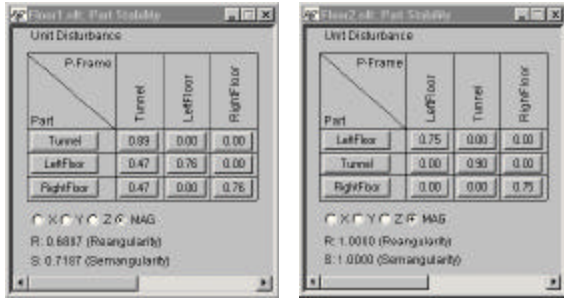 Floor1.oft: Part Stability
Unit Disturbance
P-Frame
Part
Tunnel
LeftFloor
RightFloor
Tunnel 0.89 0.00 0.00
LeftFloor 0.47 0.76 0.00
RightFloor 0.47 0.00 0.76
X Y Z MAG
R: 0.6887 (Reangularity)
S: 0.7187 (Semangularity)
Floor2.oft: Part Stability
Unit Disturbance
P-Frame
Part
LeftFloor
Tunnel
RightFloor
LeftFloor 0.75 0.00 0.00
Tunnel 0.00 0.90 0.00
RightFloor 0.00 0.00 0.75
X Y Z MAG
R: 1.0000 (Reangularity)
S: 1.0000 (Semangularity)